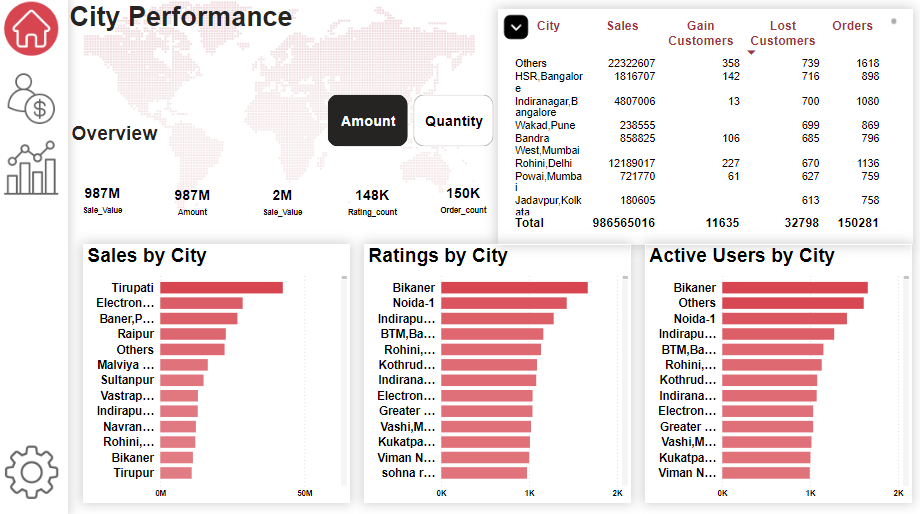 City Performance
Overview
Amount
Quantity
987M
Sale_Value
987M
Amount
2M
Sale_Value
148K
Rating_count
150K
Order_count
City Sales Gain Customers Lost Customers Orders
Others 22322607 358 739 1618
HSR,Bangalor
e 1816707 142 716 898
Indiranagar,B
angalore 4807006 13 700 1080
Wakad,Pune 238555 699 869
Bandra
West,Mumbai 858825 106 685 796
Rohini,Delhi 12189017 227 670 1136
Powai,Mumba
i 721770 61 627 759
Jadavpur,Kolk
ata 180605 613 758
Total 986565016 11635 32798 150281
Sales by City
Tirupati
Electron…
Baner,P…
Raipur
Others
Malviya …
Sultanpur
Vastrap…
Indirapu…
Navran…
Rohini,…
Bikaner
Tirupur
0M 50M
Ratings by City
Bikaner
Noida-1
Indirapu…
BTM,Ba…
Rohini,…
Kothrud…
Indirana…
Electron…
Greater …
Vashi,M…
Kukatpa…
Viman N…
sohna r…
0K 1K 2K
Active Users by City
Bikaner
Others
Noida-1
Indirapu…
BTM,Ba…
Rohini,…
Kothrud…
Indirana…
Electron…
Greater …
Vashi,M…
Kukatpa…
Viman N…
0K 1K 2K